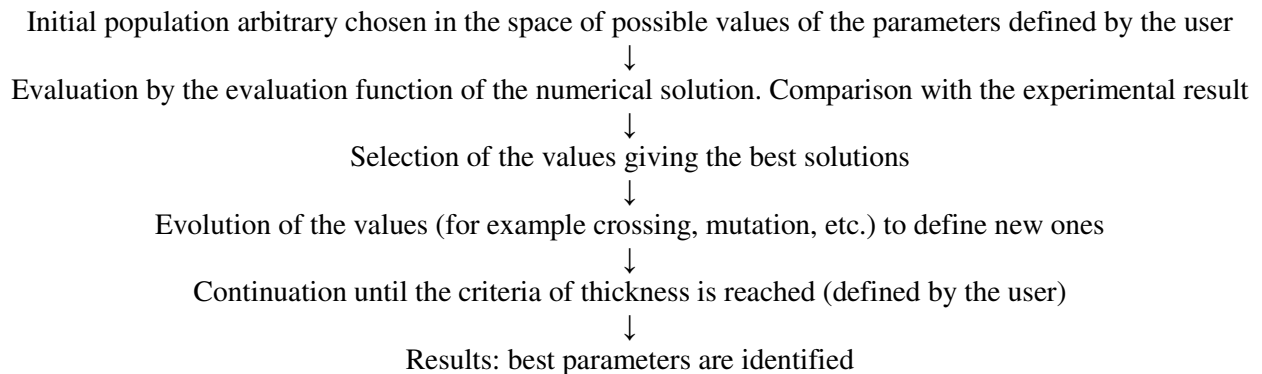 Initial population arbitrary chosen in the space of possible values of the parameters defined by the user
↓
Evaluation by the evaluation function of the numerical solution. Comparison with the experimental result
↓
Selection of the values giving the best solutions
↓
Evolution of the values (for example crossing, mutation, etc.) to define new ones
↓
Continuation until the criteria of thickness is reached (defined by the user)
↓
Results: best parameters are identified